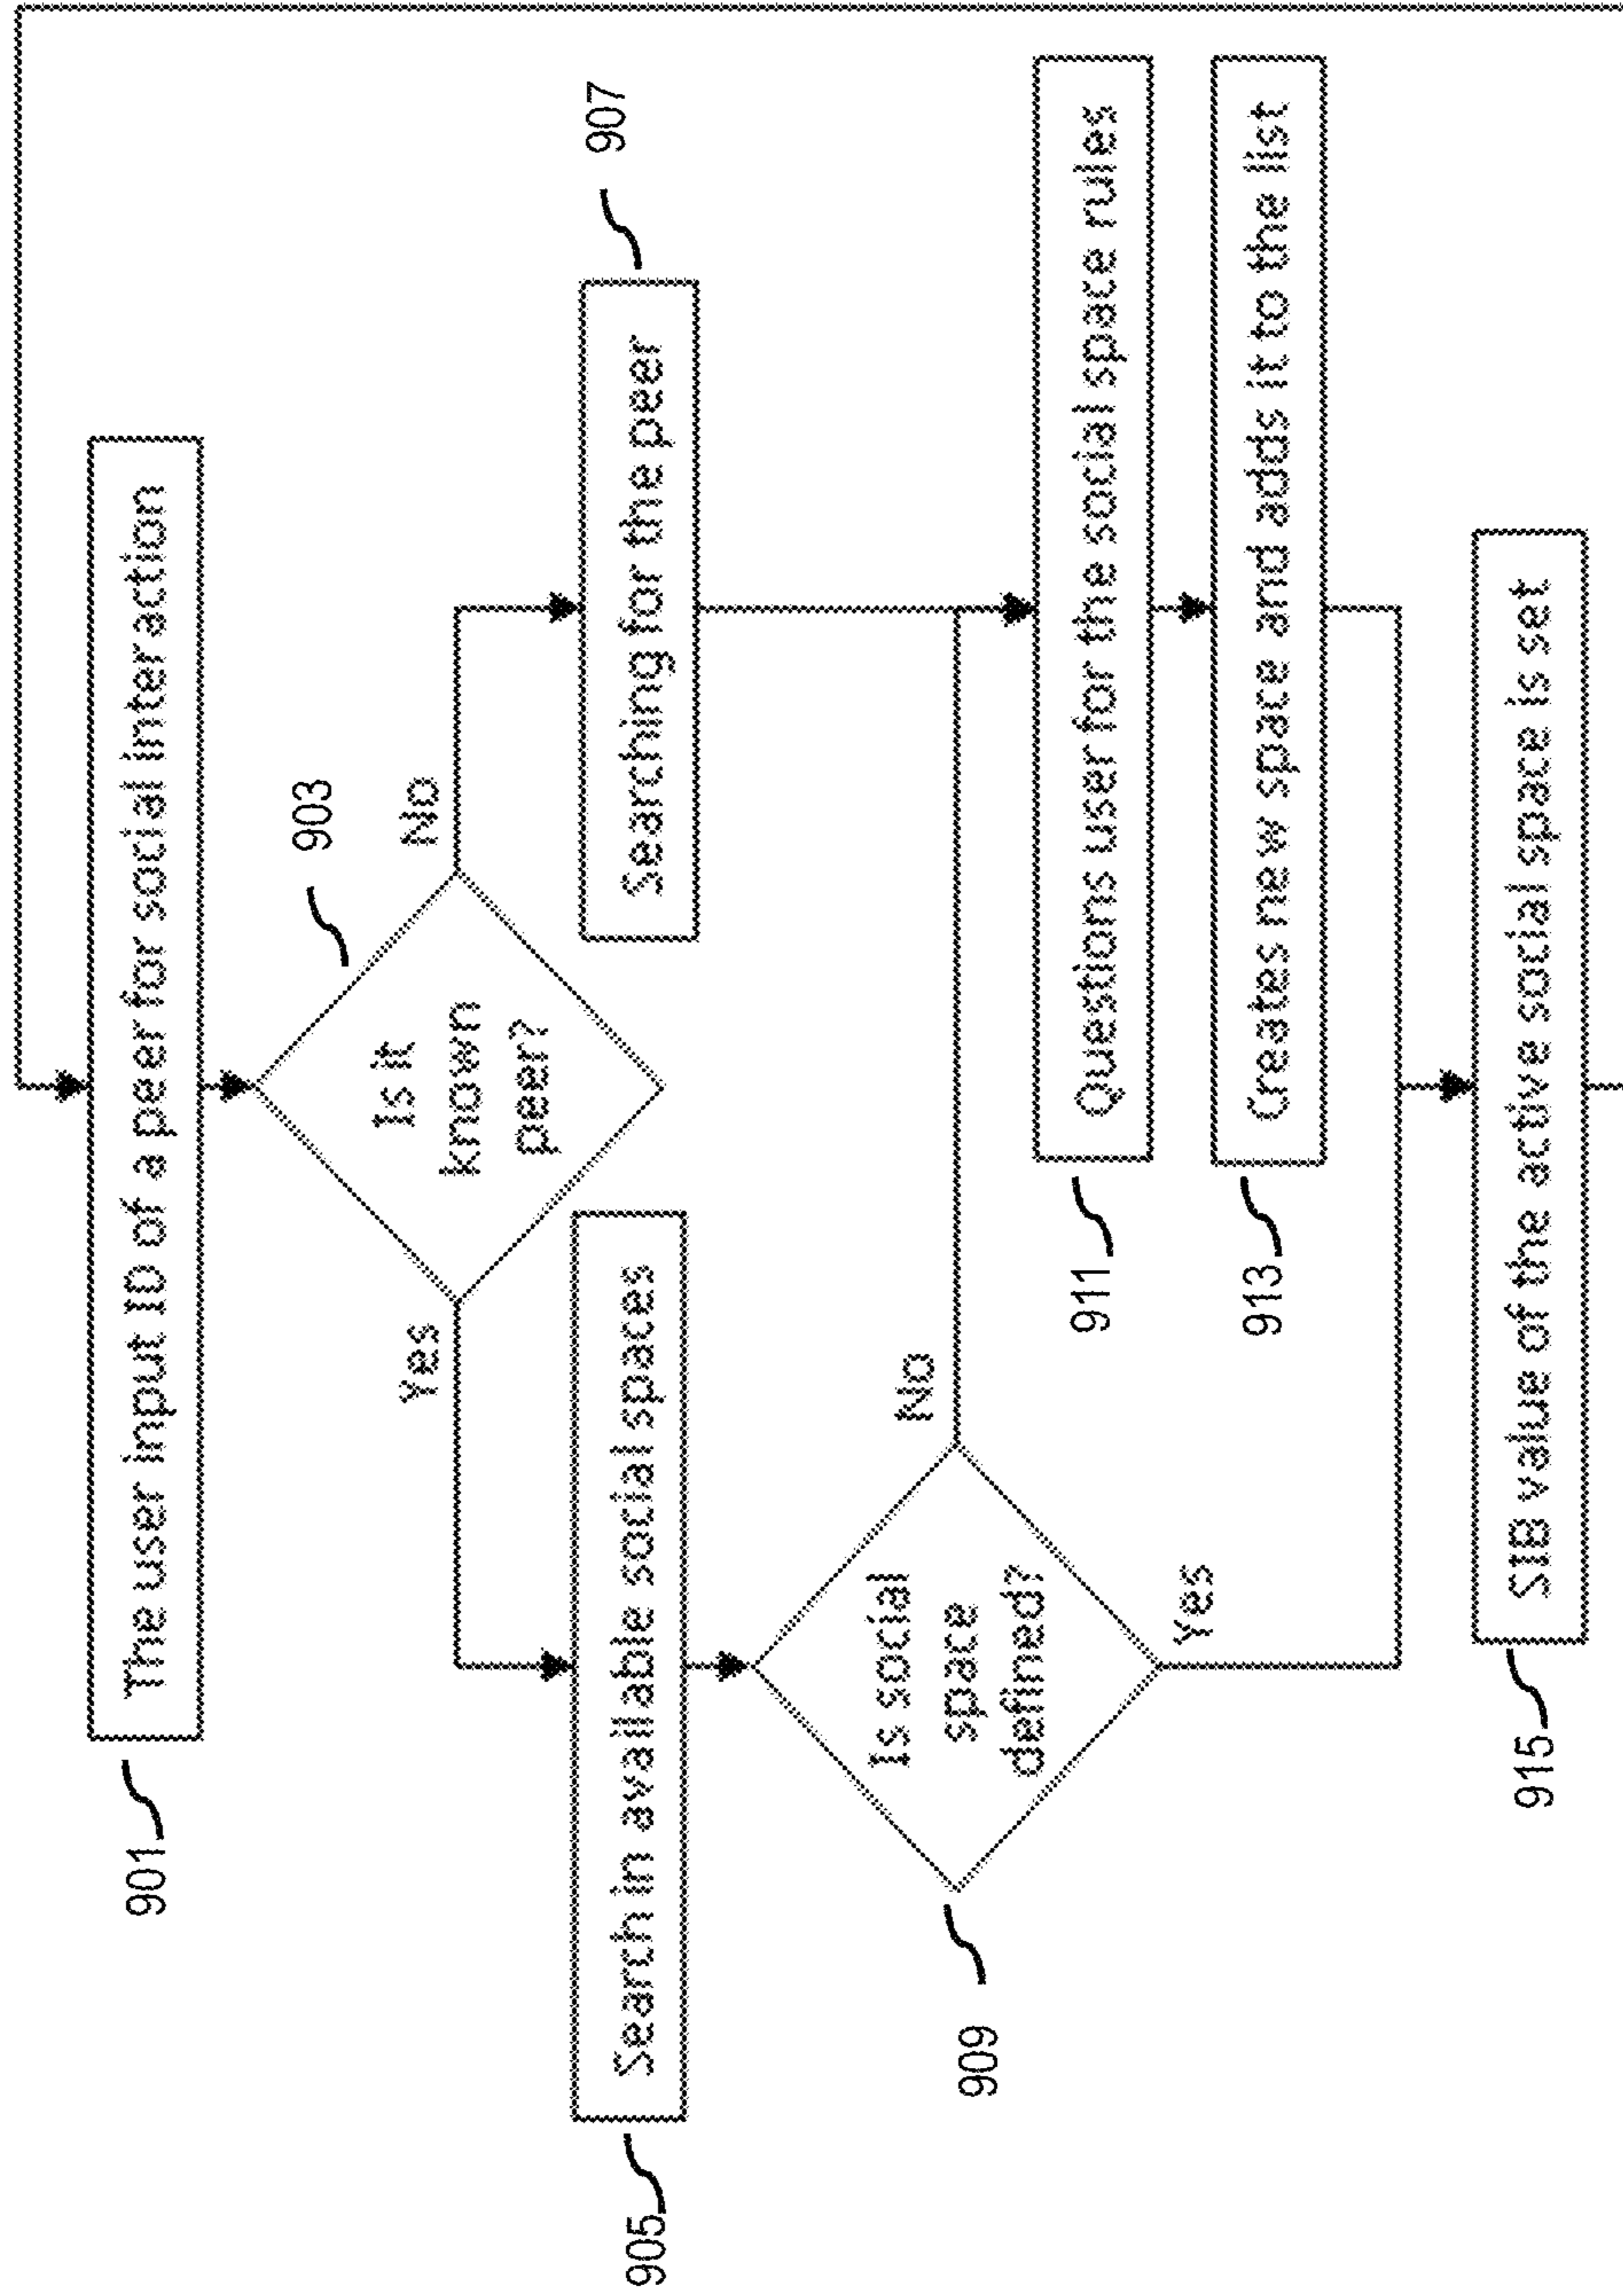 901
The user input ID of a peer for social interaction
903
Is it
known
peer?
Yes
No
905
Search in available social spaces
Searching for the peer
907
909
Is social
space
defined?
No
Yes
911
Questions user for the social space rules
913
Creates new space and adds it to the list
915
SIB value of the active social space is set